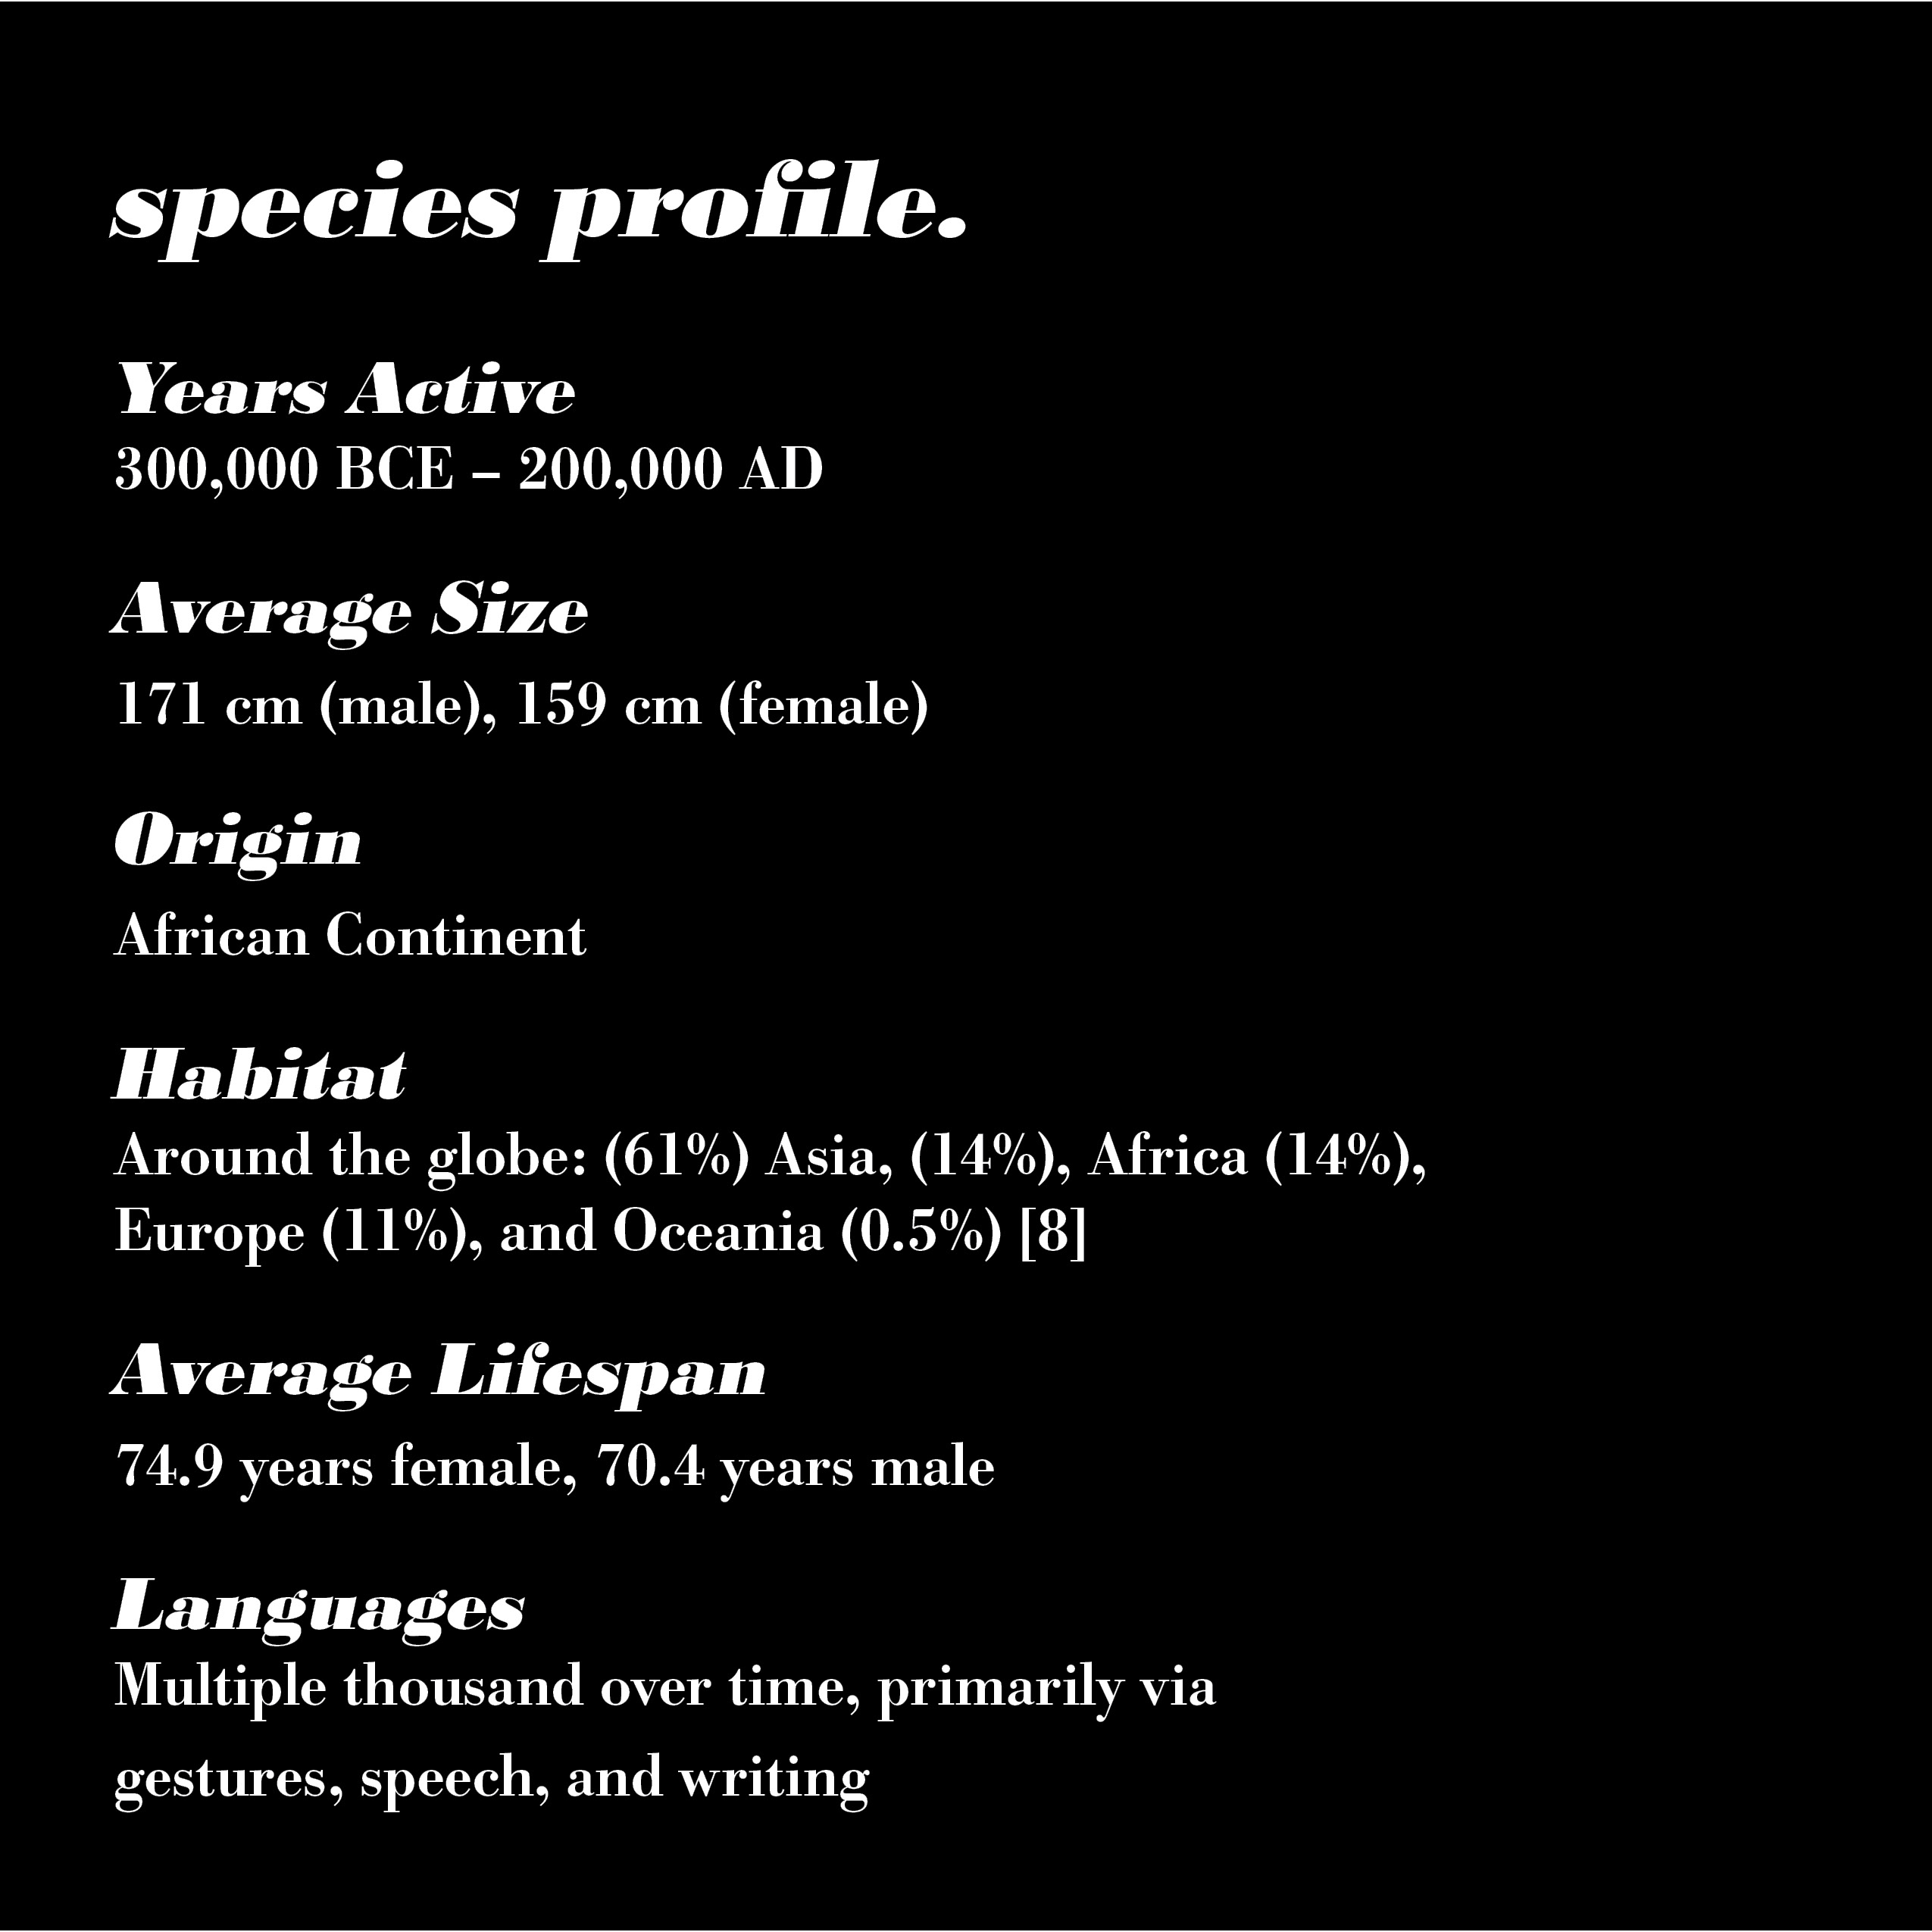 species profile.
Years Active
300,000 BCE – 200,000 AD
Average Size
171 cm (male), 159 cm (female)
Origin
African Continent
Habitat
Around the globe: (61%) Asia, (14%), Africa (14%),
Europe (11%), and Oceania (0.5%) [8]
Average Lifespan
74.9 years female, 70.4 years male
Languages
Multiple thousand over time, primarily via
gestures, speech, and writing